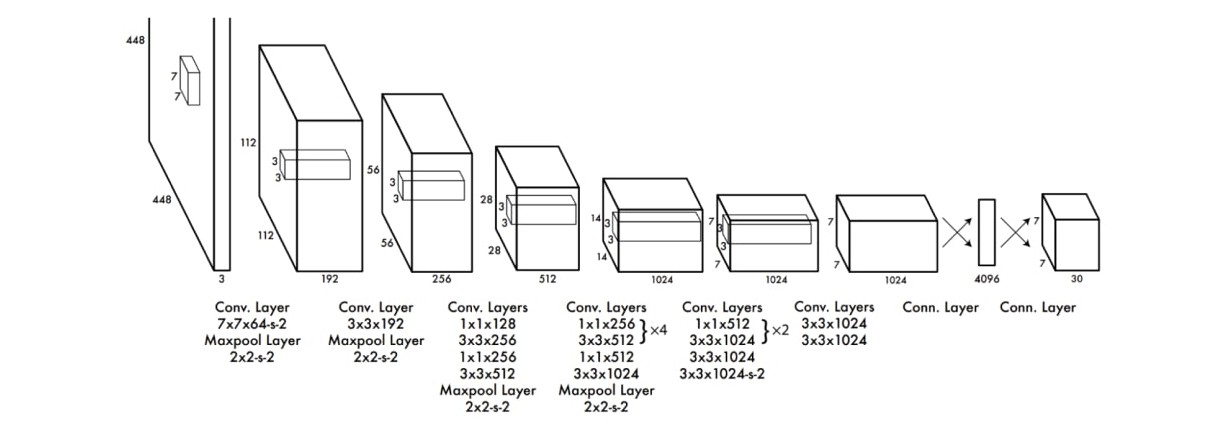 448
7
7
448
3
112
3
3
112
192
56
3
3
56
256
28
3
3
28
512
14
3
3
14
1024
7
3
3
7
1024
7
7
1024
4096
7
7
30
Conv. Layer
7x7x64-s-2
Maxpool Layer
2x2-s-2
Conv. Layer
3x3x192
Maxpool Layer
2x2-s-2
Conv. Layers
1x1x128
3x3x256
1x1x256
3x3x512
Maxpool Layer
2x2-s-2
Conv. Layers
1x1x256
3x3x512 } ×4
1x1x512
3x3x1024
Maxpool Layer
2x2-s-2
Conv. Layers
1x1x512
3x3x1024 } ×2
3x3x1024
3x3x1024-s-2
Conv. Layers
3x3x1024
3x3x1024
Conn. Layer
Conn. Layer